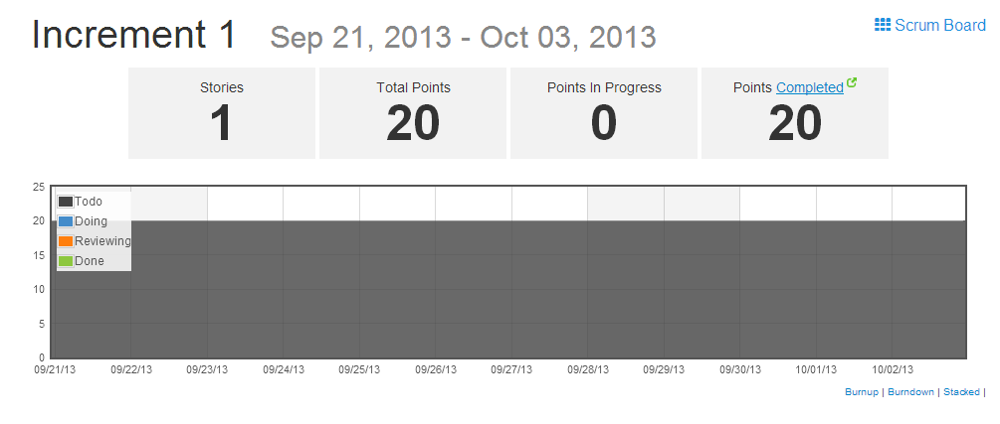 Increment 1 Sep 21, 2013 - Oct 03, 2013
Scrum Board
Stories
1
Total Points
20
Points In Progress
0
Points Completed
20
25
20
15
10
5
0
Todo
Doing
Reviewing
Done
09/21/13 09/22/13 09/23/13 09/24/13 09/25/13 09/26/13 09/27/13 09/28/13 09/29/13 09/30/13 10/01/13 10/02/13
Burnup | Burndown | Stacked |